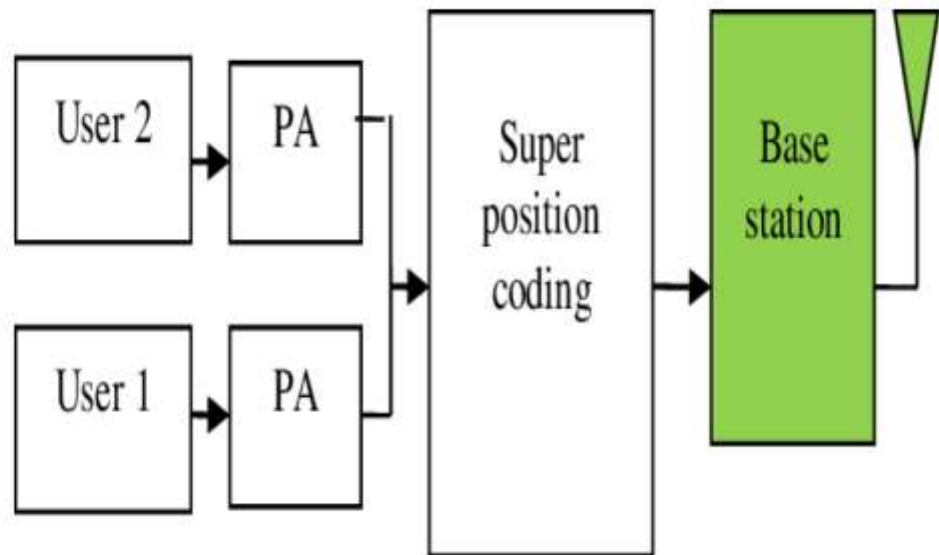 User 2
PA
Super
position
coding
Base
station
User 1
PA